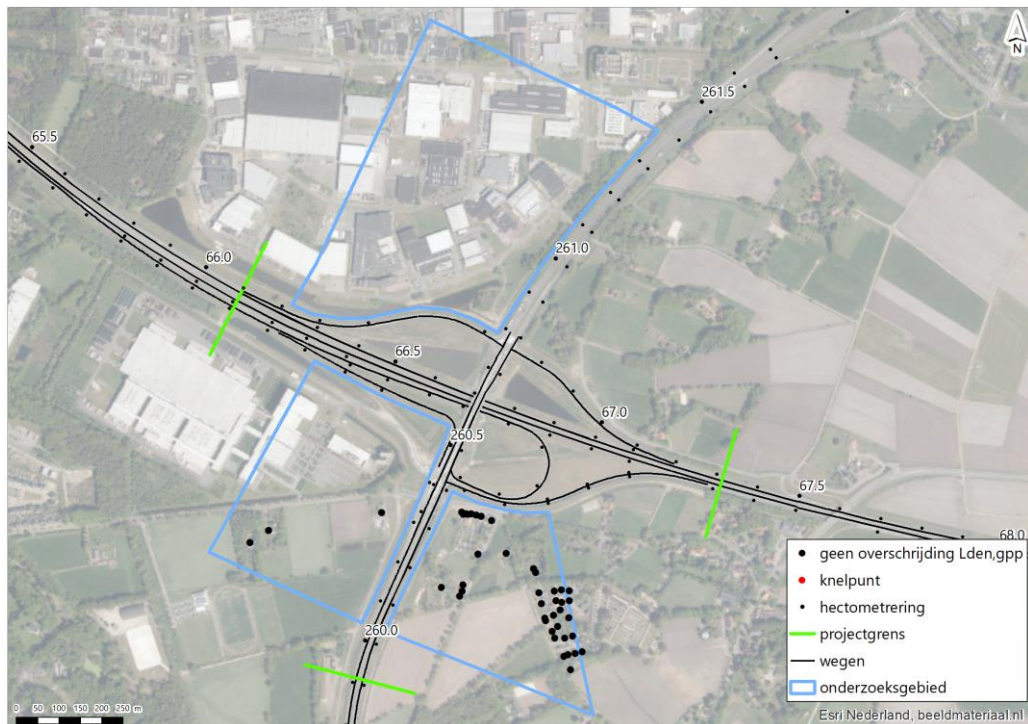 N
261.5
65.5
261.0
66.0
66.5
67.0
260.5
67.5
68.0
260.0
geen overschrijding Lden,gpp
knelpunt
hectometrering
projectgrens
wegen
onderzoeksgebied
0 50 100 150 200 250 m
Esri Nederland, beeldmateriaal.nl